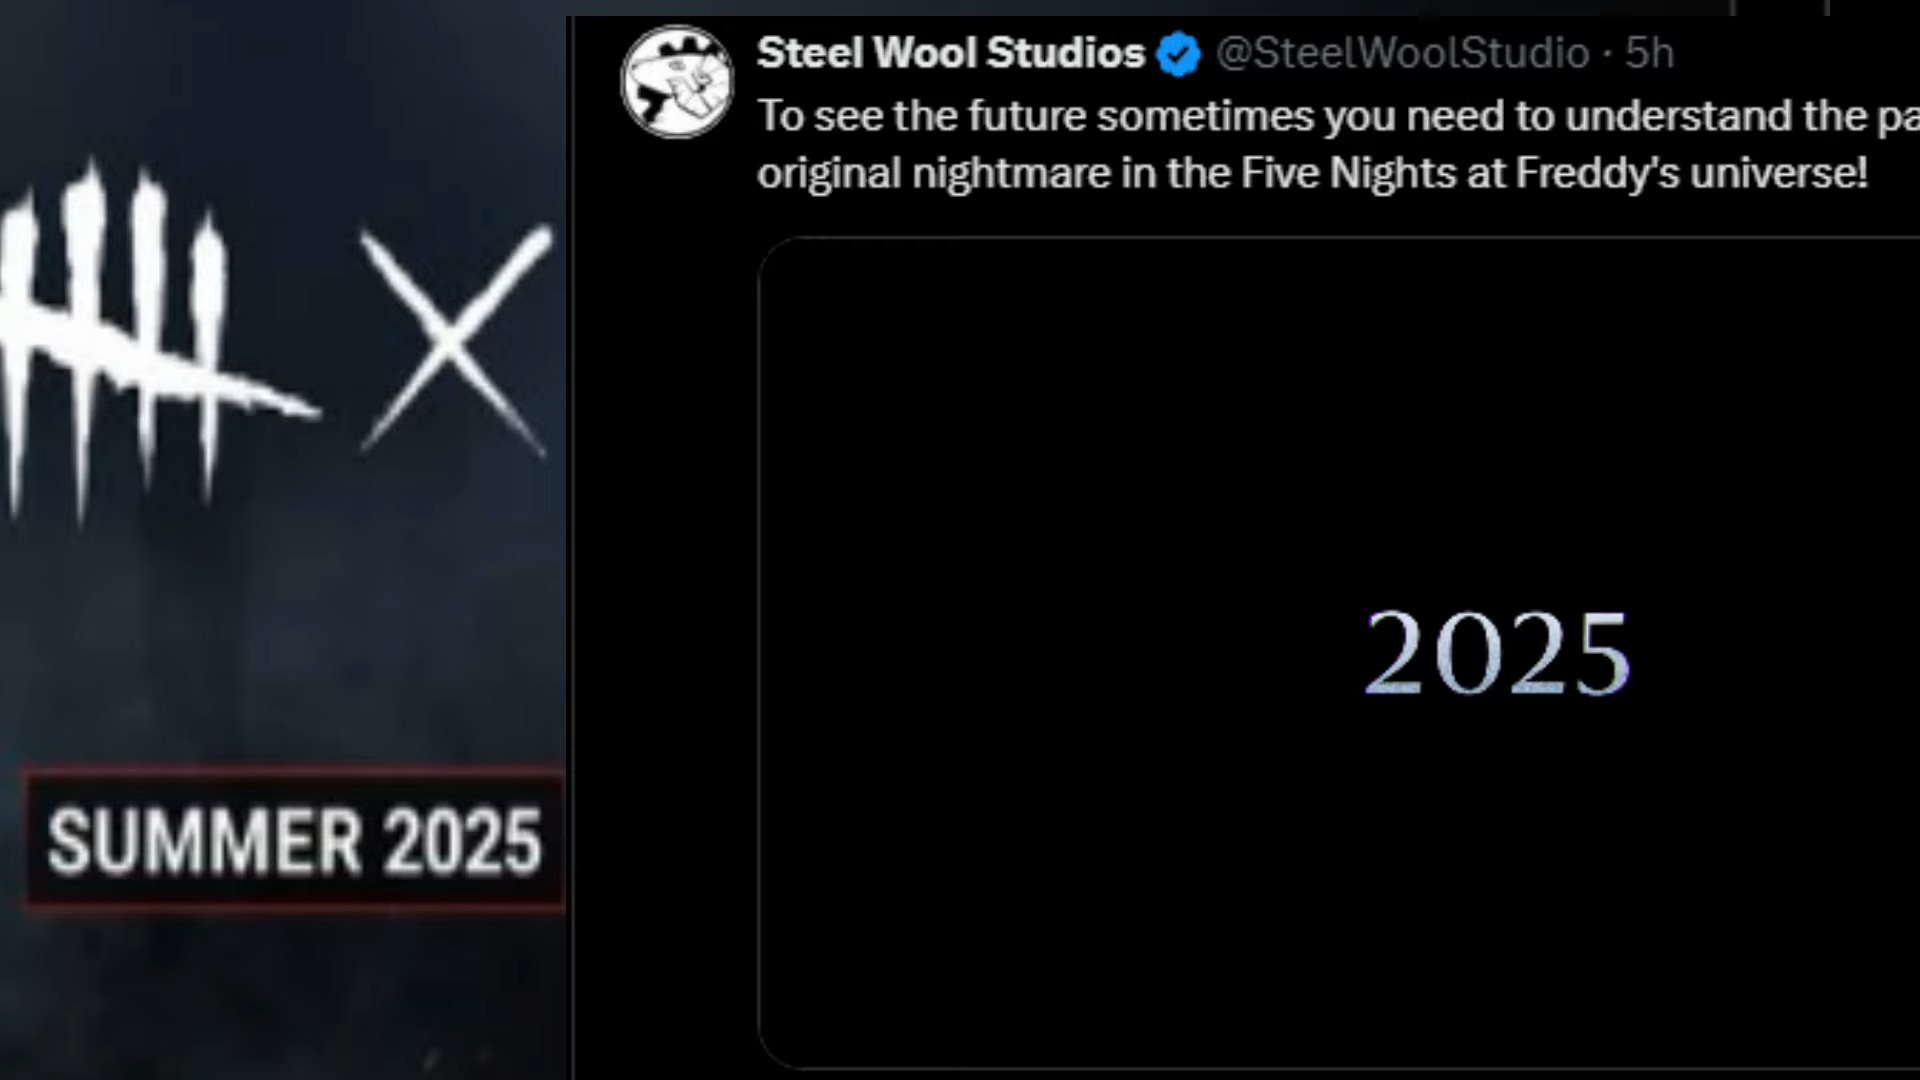 SUMMER 2025
Steel Wool Studios @SteelWoolStudio · 5h
To see the future sometimes you need to understand the pa
original nightmare in the Five Nights at Freddy's universe!
2025